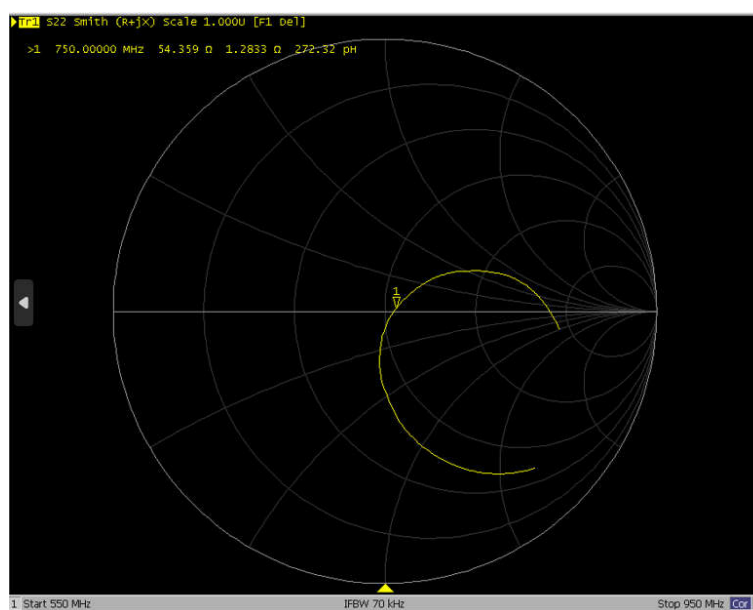 Tr1 S22 Smith (R+jX) Scale 1.000U [F1 Del]
>1 750.00000 MHz 54.359 Ω 1.2833 Ω 272.32 pH
1
1 Start 550 MHz IFBW 70 kHz Stop 950 MHz Cor